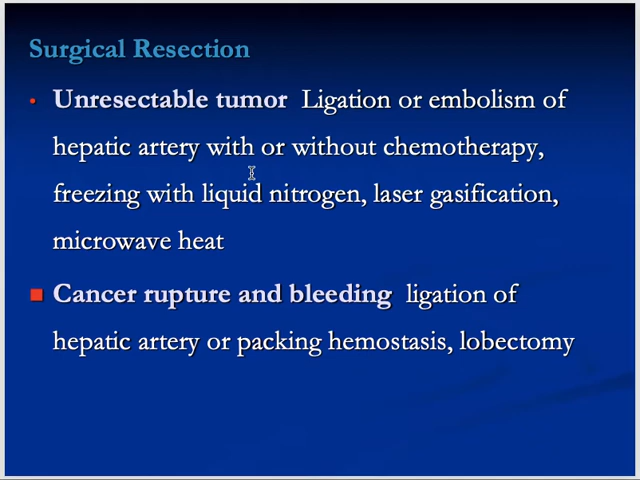 Surgical Resection
• Unresectable tumor Ligation or embolism of
hepatic artery with or without chemotherapy,
freezing with liquid nitrogen, laser gasification,
microwave heat
■ Cancer rupture and bleeding ligation of
hepatic artery or packing hemostasis, lobectomy